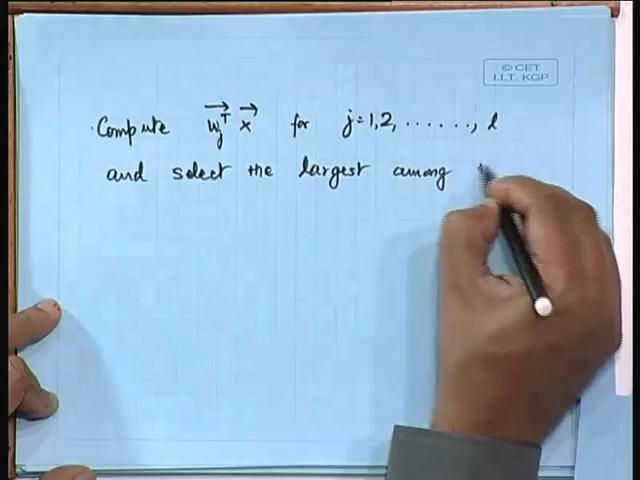 © CET
I.I.T. KGP
Compute w_j^T x for j=1,2,......, l
and select the largest among